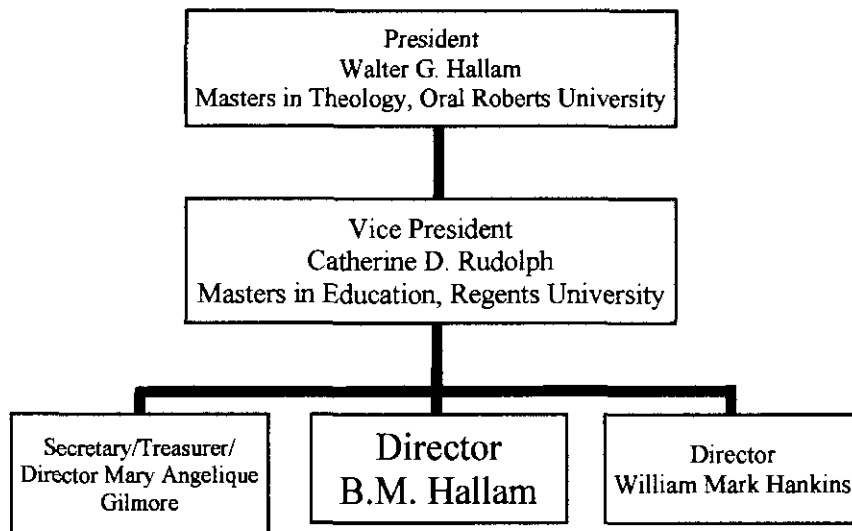 President
Walter G. Hallam
Masters in Theology, Oral Roberts University
Vice President
Catherine D. Rudolph
Masters in Education, Regents University
Secretary/Treasurer/
Director Mary Angelique
Gilmore
Director
B.M. Hallam
Director
William Mark Hankins